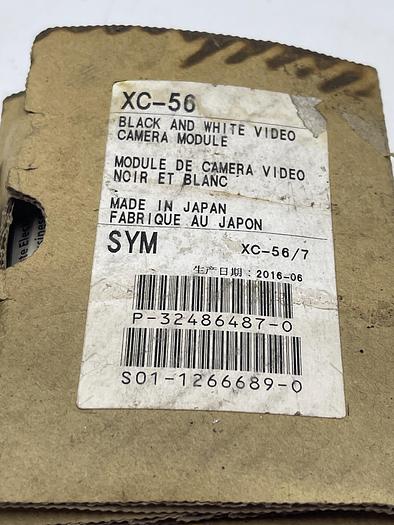 XC-56
BLACK AND WHITE VIDEO
CAMERA MODULE
MODULE DE CAMERA VIDEO
NOIR ET BLANC
MADE IN JAPAN
FABRIQUE AU JAPON
SYM XC-56/7
生产日期：2016-06
P-32486487-0
S01-1266689-0